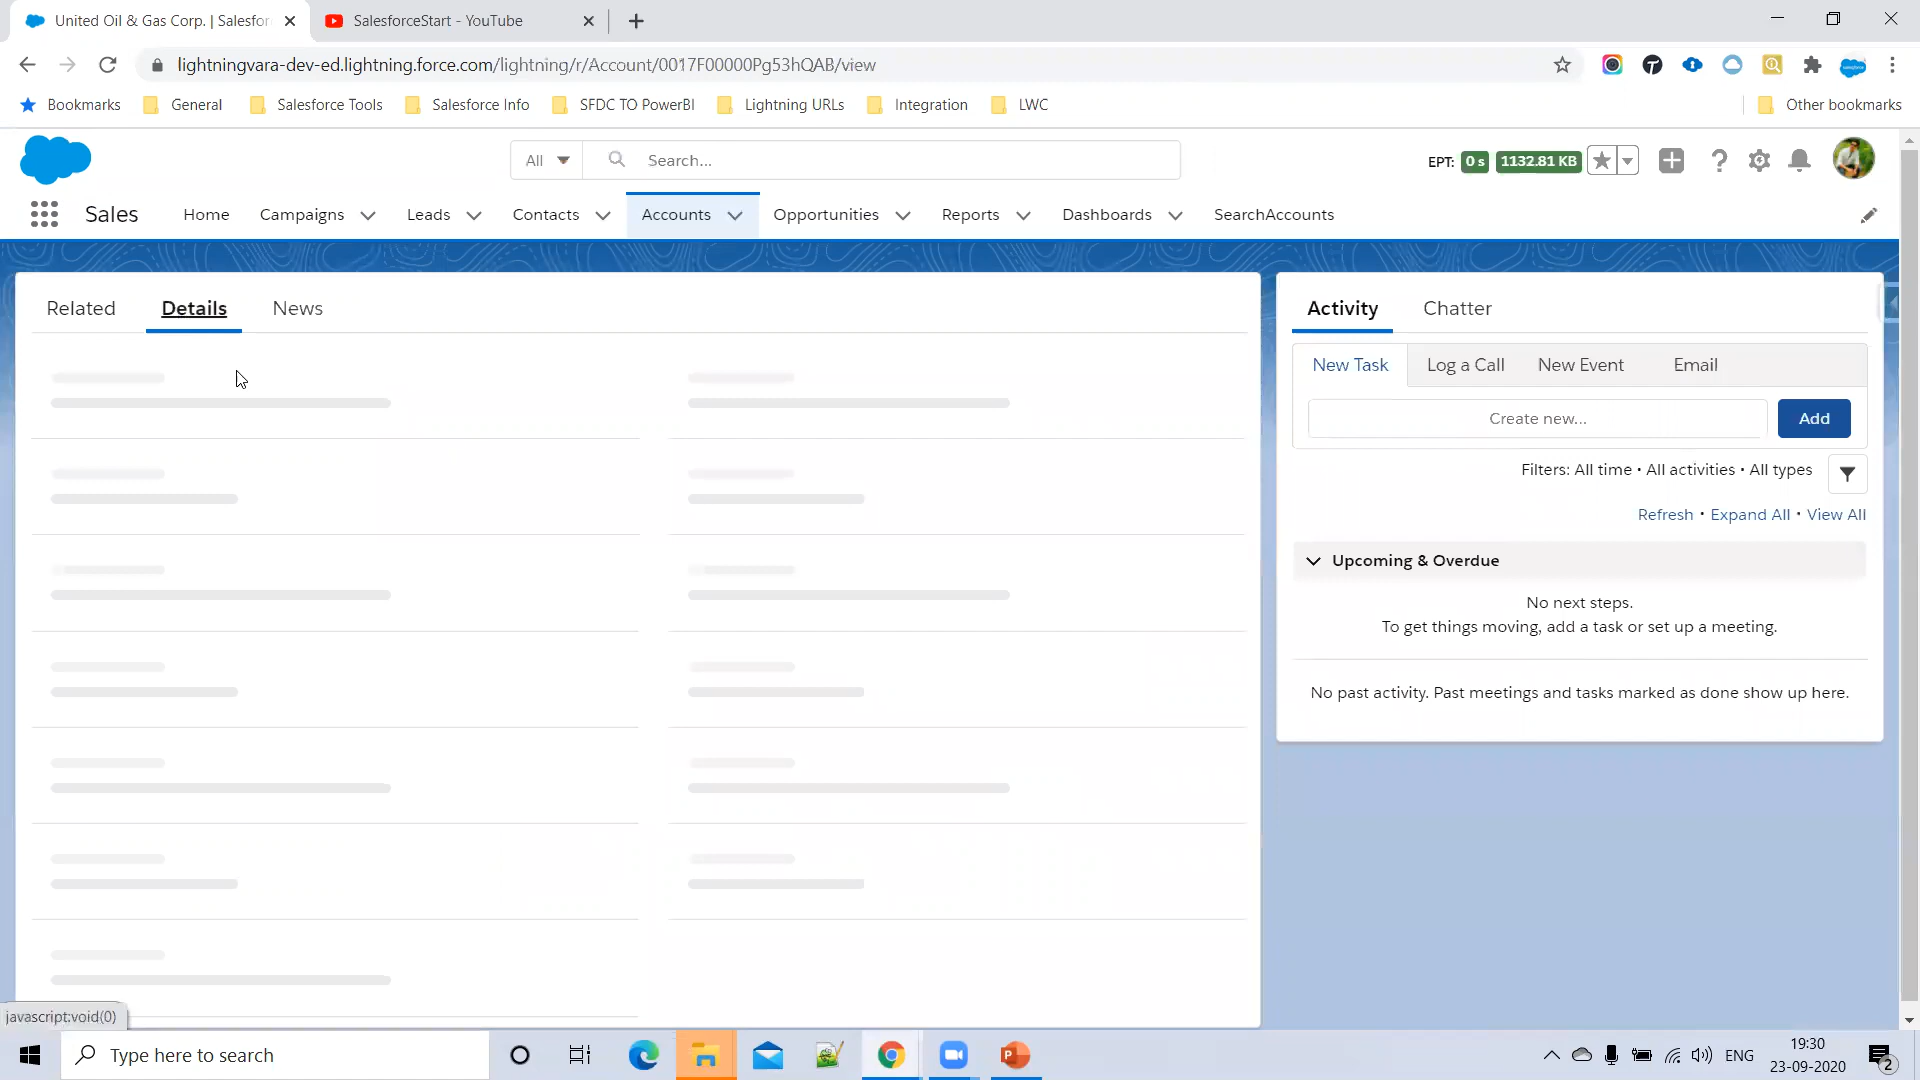 United Oil & Gas Corp. | Salesfor
SalesforceStart - YouTube
lightningvara-dev-ed.lightning.force.com/lightning/r/Account/0017F00000Pg53hQAB/view
Bookmarks
General
Salesforce Tools
Salesforce Info
SFDC TO PowerBI
Lightning URLs
Integration
LWC
Other bookmarks
All
Search...
EPT: 0 s 1132.81 KB
Sales
Home
Campaigns
Leads
Contacts
Accounts
Opportunities
Reports
Dashboards
SearchAccounts
Related
Details
News
Activity
Chatter
New Task
Log a Call
New Event
Email
Create new...
Add
Filters: All time • All activities • All types
Refresh • Expand All • View All
Upcoming & Overdue
No next steps.
To get things moving, add a task or set up a meeting.
No past activity. Past meetings and tasks marked as done show up here.
javascript:void(0)
Type here to search
ENG
19:30
23-09-2020
2